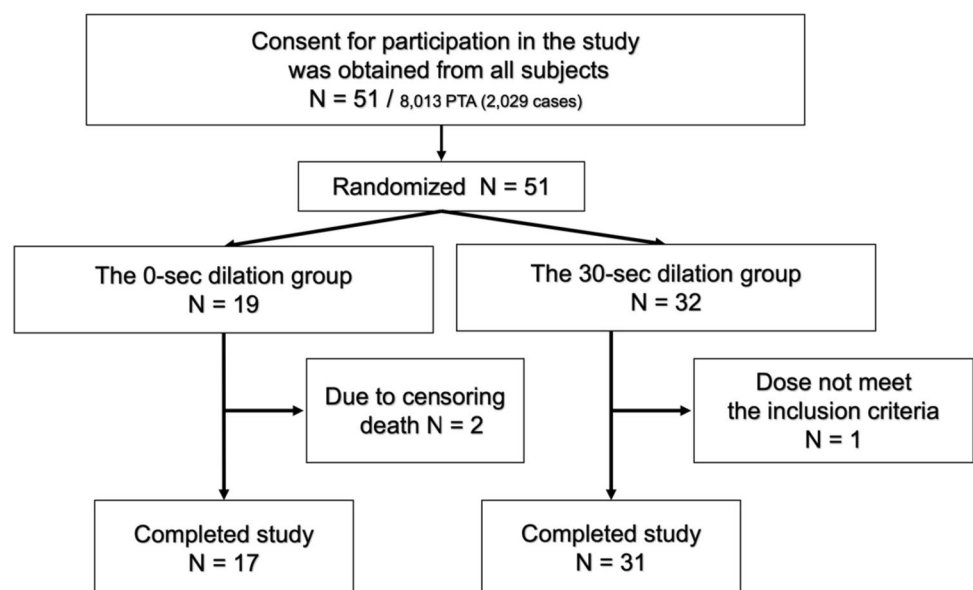 Consent for participation in the study
was obtained from all subjects
N = 51 / 8,013 PTA (2,029 cases)
Randomized N = 51
The 0-sec dilation group
N = 19
The 30-sec dilation group
N = 32
Due to censoring
death N = 2
Dose not meet
the inclusion criteria
N = 1
Completed study
N = 17
Completed study
N = 31